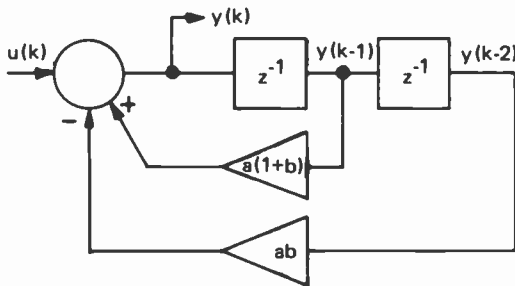 y(k)
u(k)
z⁻¹
y(k-1)
z⁻¹
y(k-2)
+
-
a(1+b)
ab